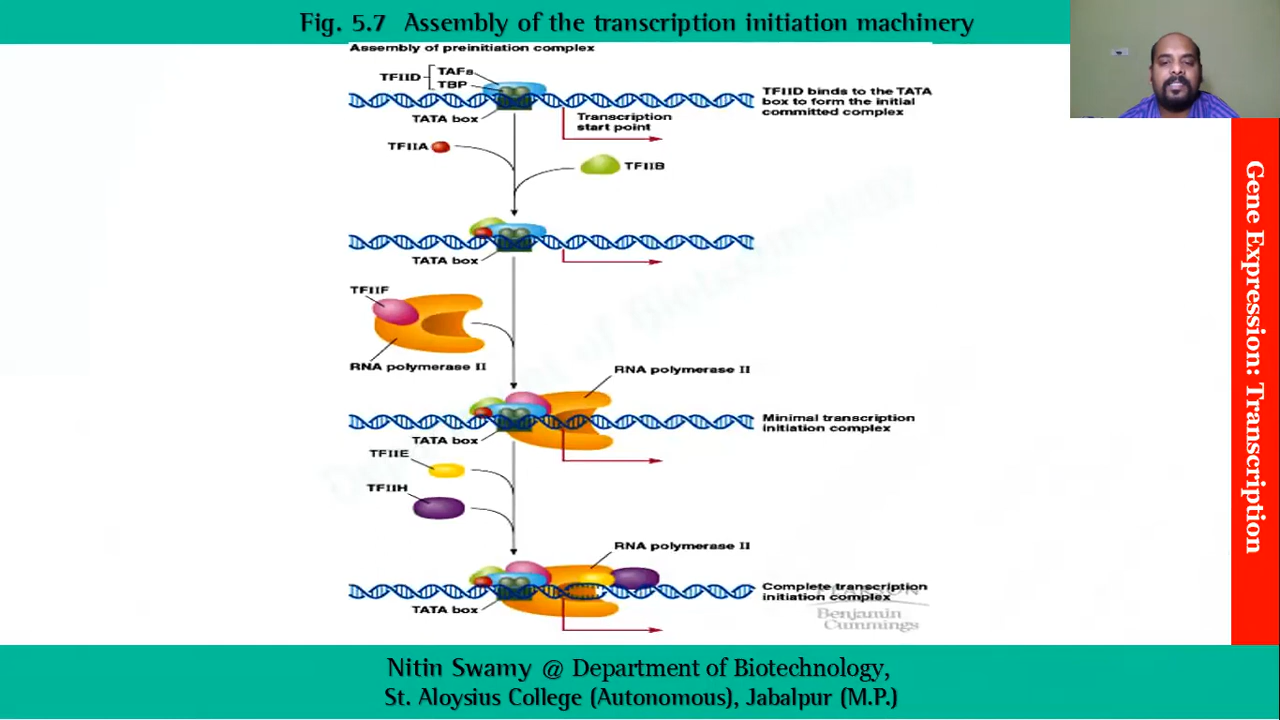 Fig. 5.7 Assembly of the transcription initiation machinery
Assembly of preinitiation complex
TFIID
TAFs
TBP
TATA box
Transcription
start point
TFIID binds to the TATA
box to form the initial
committed complex
TFIIA
TFIIB
TATA box
TFIIF
RNA polymerase II
RNA polymerase II
TATA box
Minimal transcription
initiation complex
TFIIE
TFIIH
RNA polymerase II
TATA box
Complete transcription
initiation complex
PEARSON
Benjamin
Cummings
Gene Expression: Transcription
Nitin Swamy @ Department of Biotechnology,
St. Aloysius College (Autonomous), Jabalpur (M.P.)